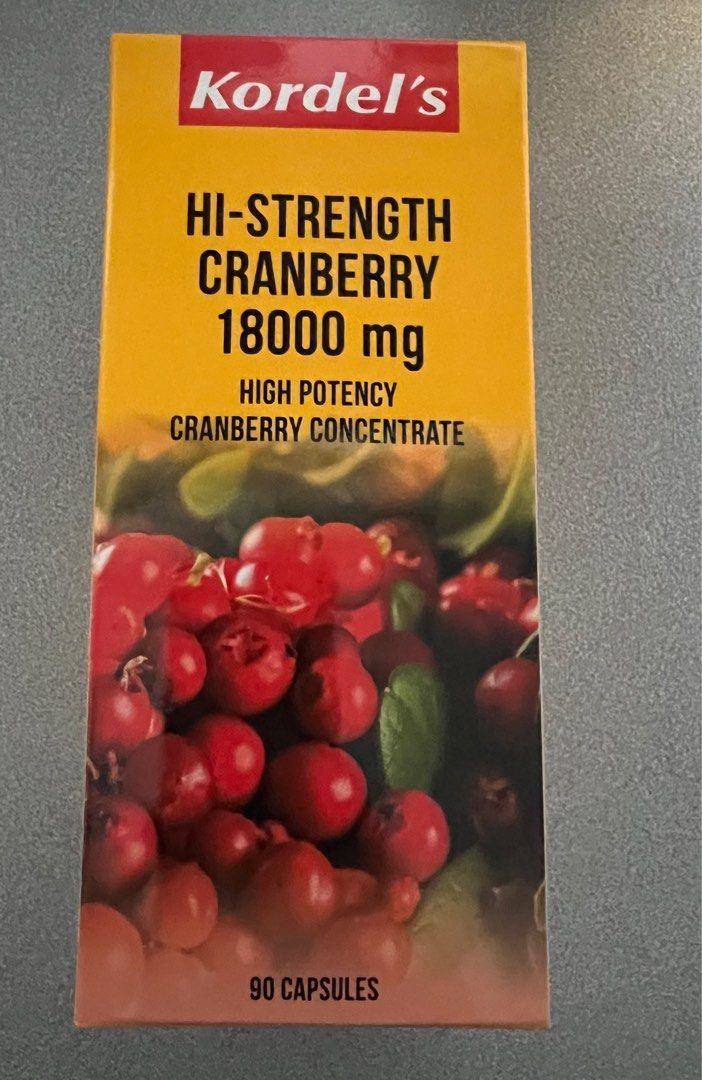 Kordel's
HI-STRENGTH
CRANBERRY
18000 mg
HIGH POTENCY
CRANBERRY CONCENTRATE
90 CAPSULES